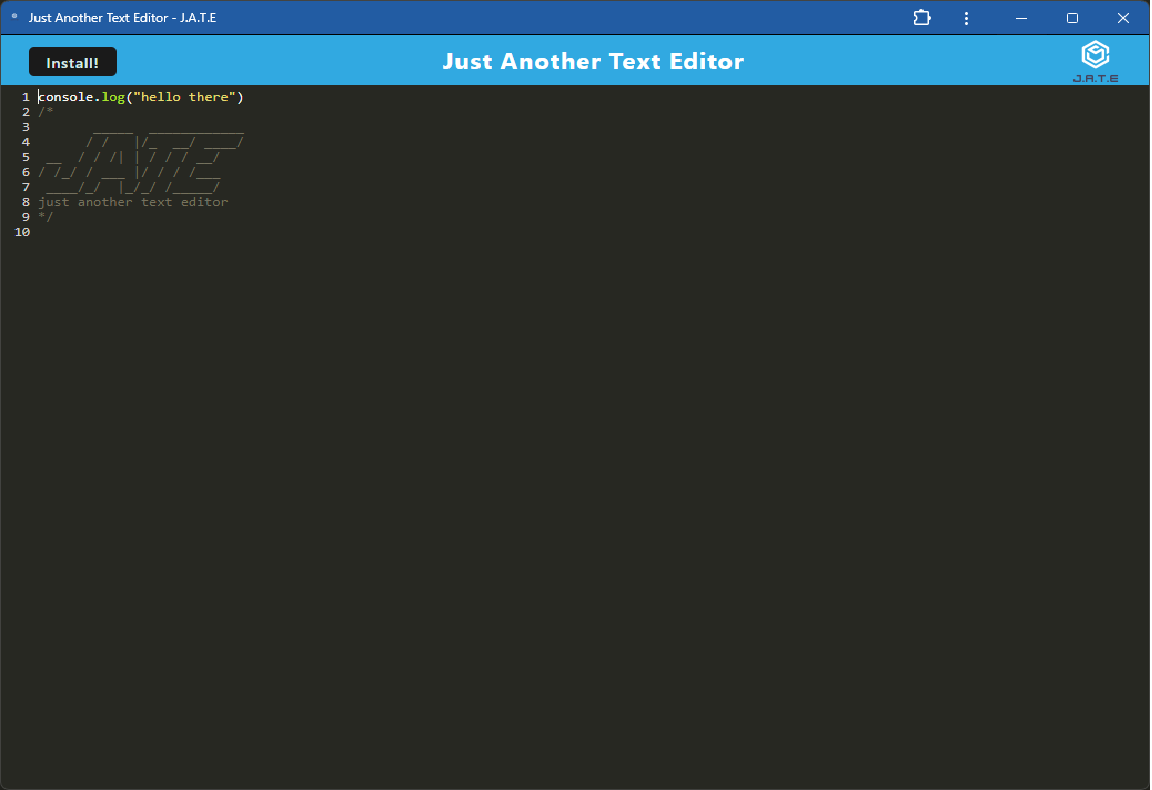 Just Another Text Editor - J.A.T.E
Install!
Just Another Text Editor
J.A.T.E
1 console.log("hello there")
2 /*
3        _____  ____________
4       / /   |/_  __/ ____/
5  __  / / /| | / / / __/
6 / /_/ / ___ |/ / / /___
7  ____/_/  |_/_/ /_____/
8 just another text editor
9 */
10